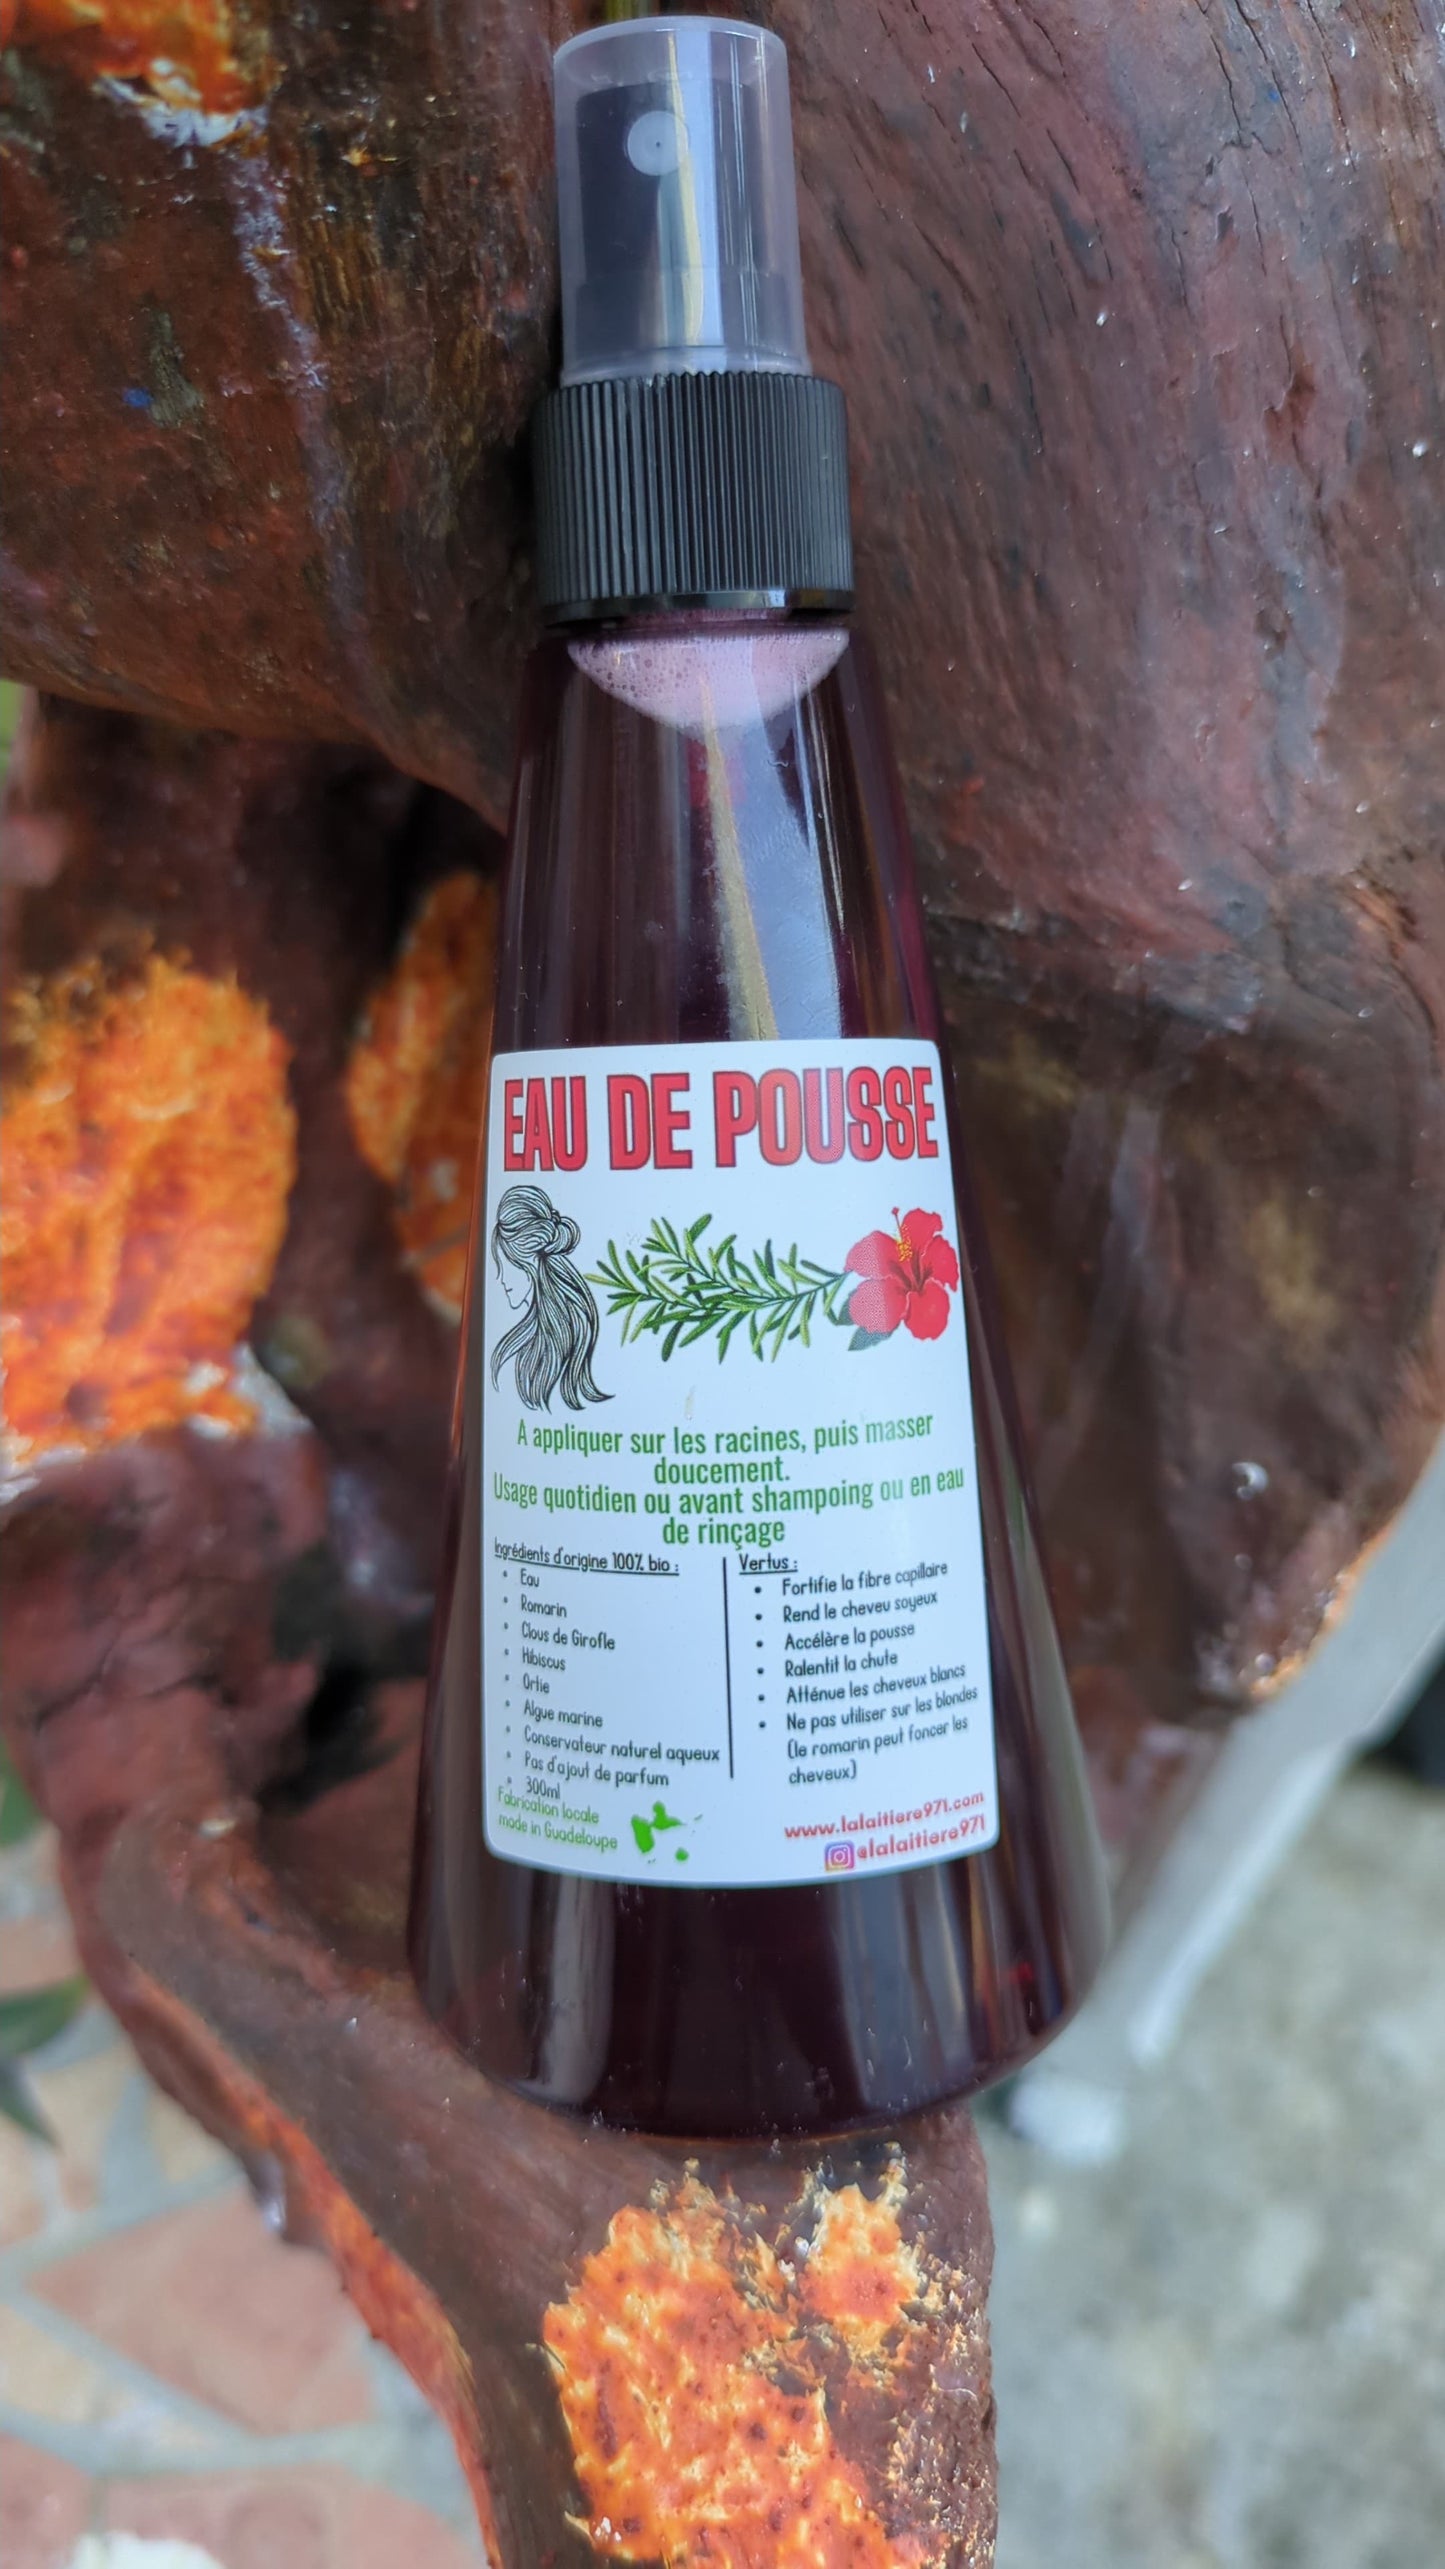 EAU DE POUSSE
A appliquer sur les racines, puis masser
doucement.
Usage quotidien ou avant shampoing ou en eau
de rinçage
Ingrédients d'origine 100% bio :
• Eau
• Romarin
• Clous de Girofle
• Hibiscus
• Ortie
• Algue marine
• Conservateur naturel aqueux
• Pas d'ajout de parfum
• 300ml
Fabrication locale
made in Guadeloupe
Vertus :
• Fortifie la fibre capillaire
• Rend le cheveu soyeux
• Accélère la pousse
• Ralentit la chute
• Atténue les cheveux blancs
• Ne pas utiliser sur les blondes
(le romarin peut foncer les
cheveux)
www.lalaitiere971.com
@lalaitiere971